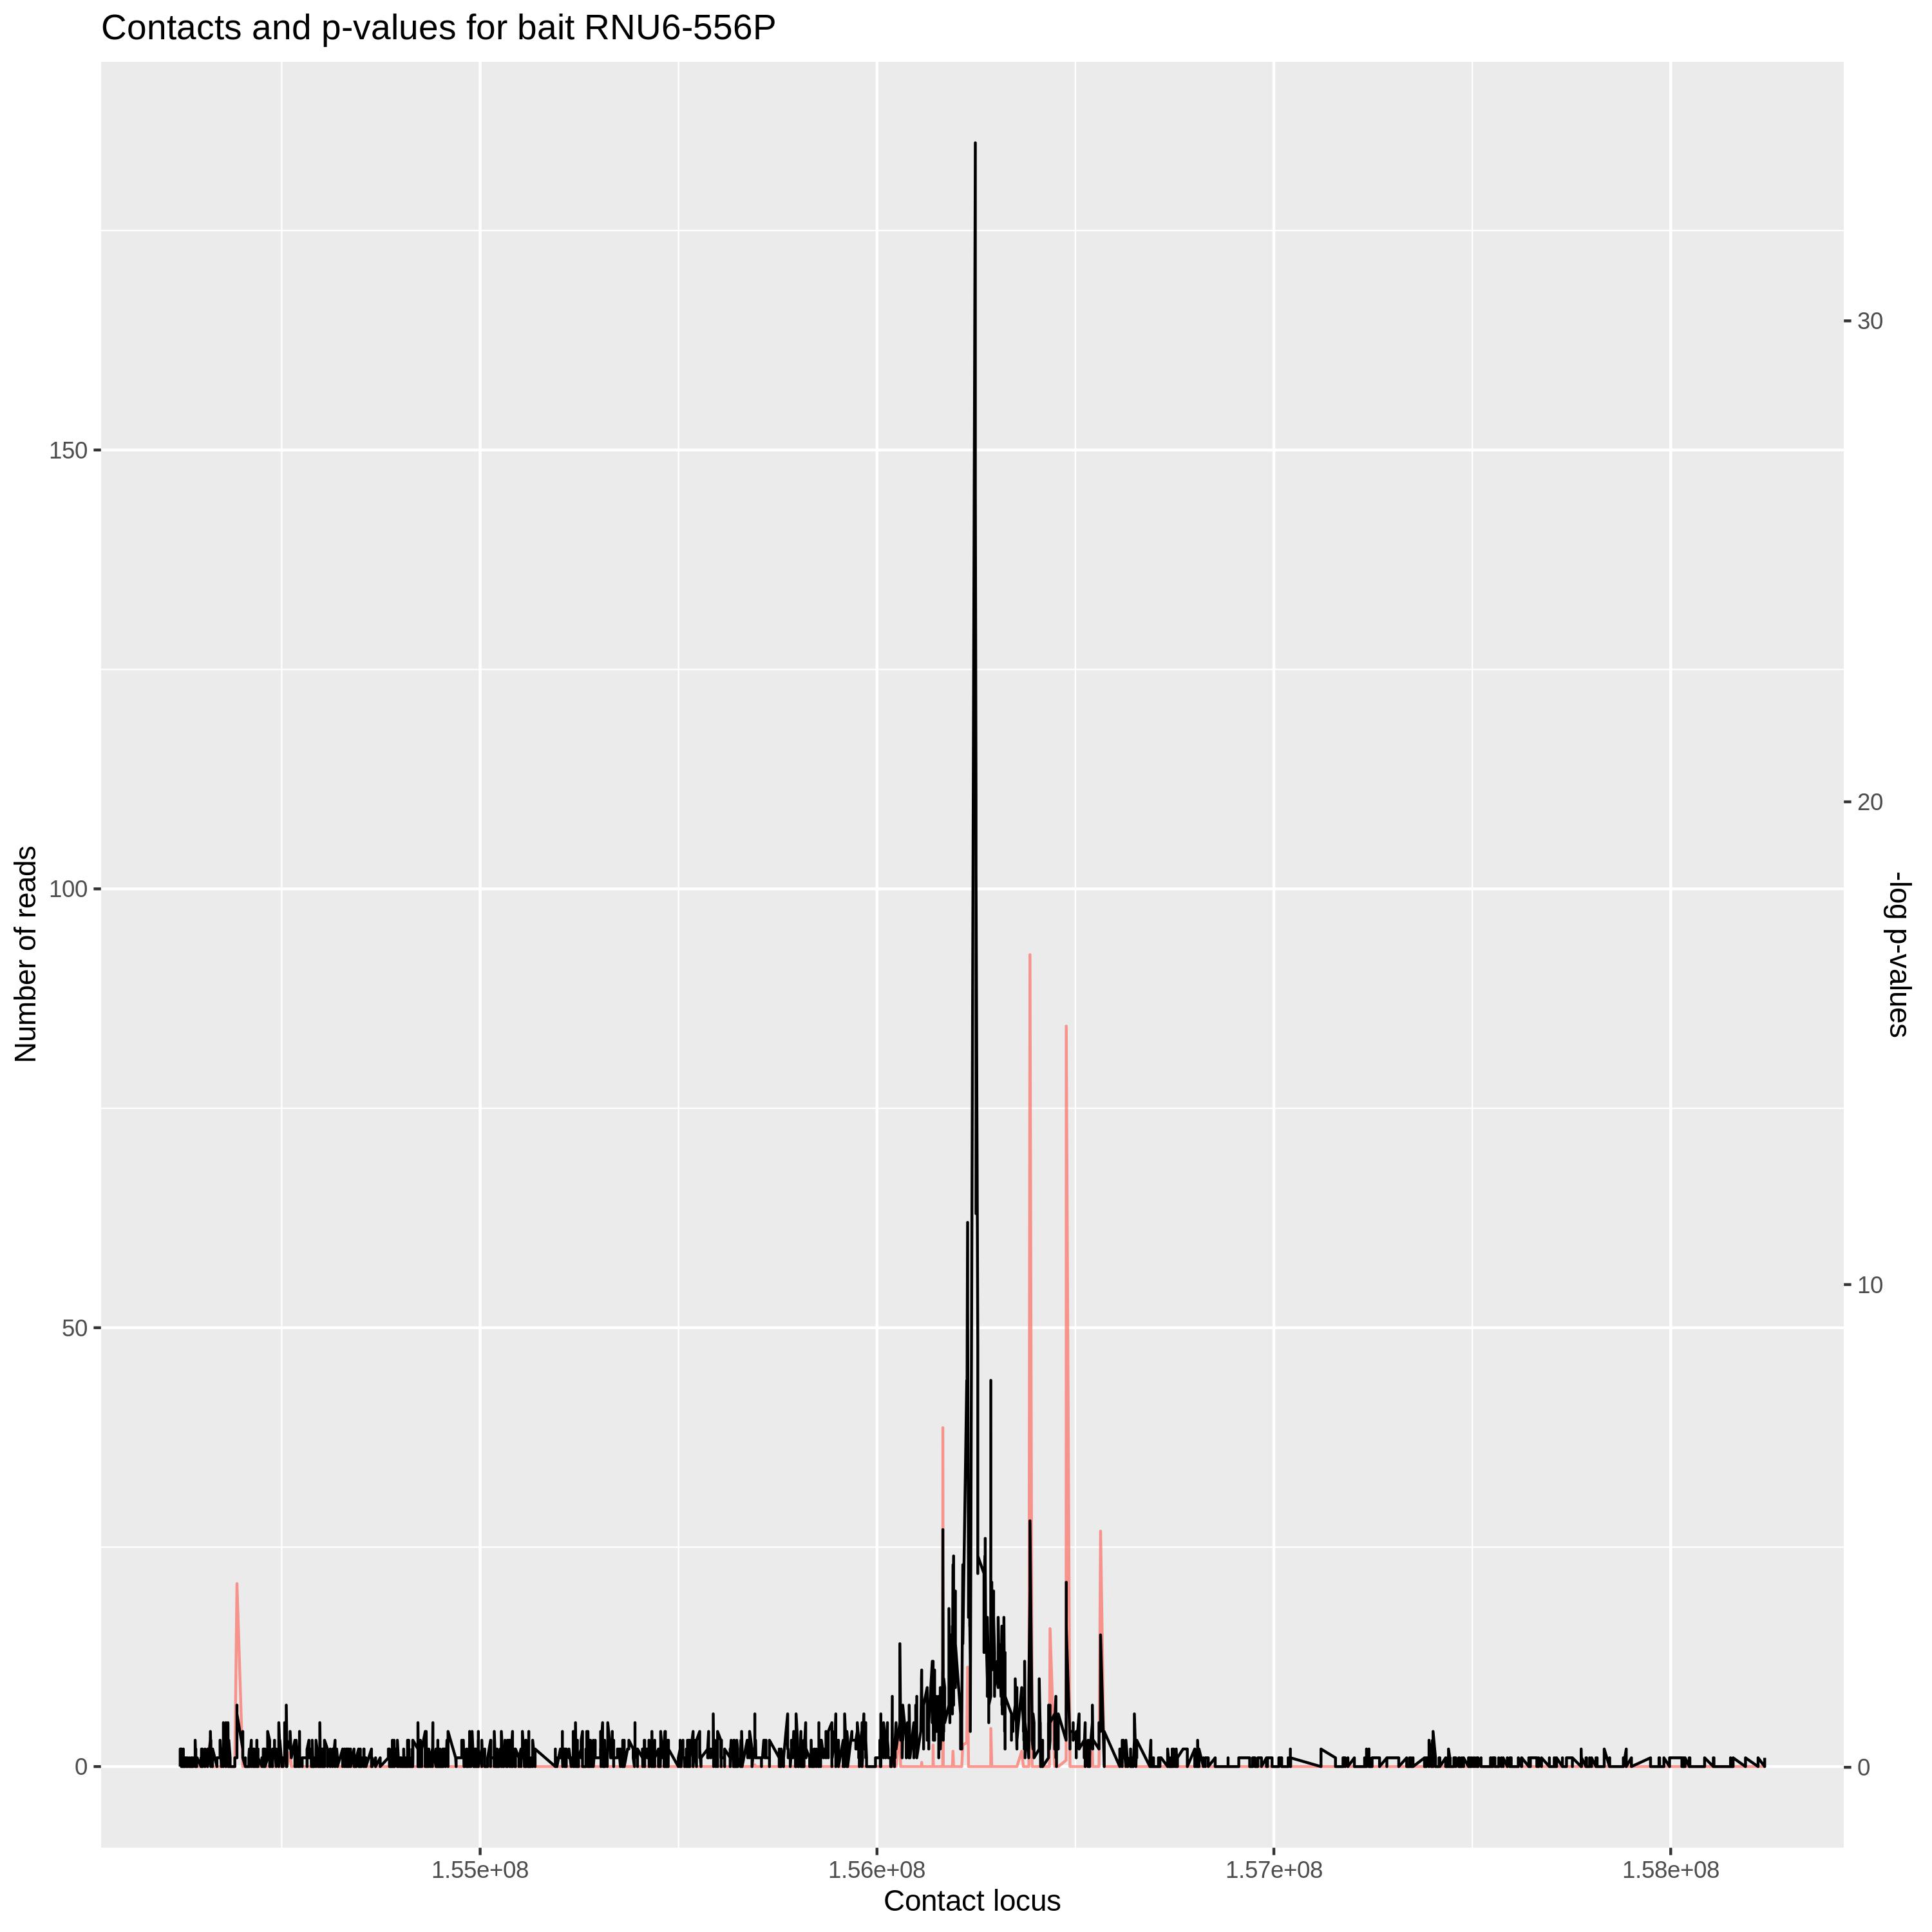 Contacts and p-values for bait RNU6-556P
150
100
50
0
Number of reads
30
20
10
0
-log p-values
1.55e+08
1.56e+08
1.57e+08
1.58e+08
Contact locus